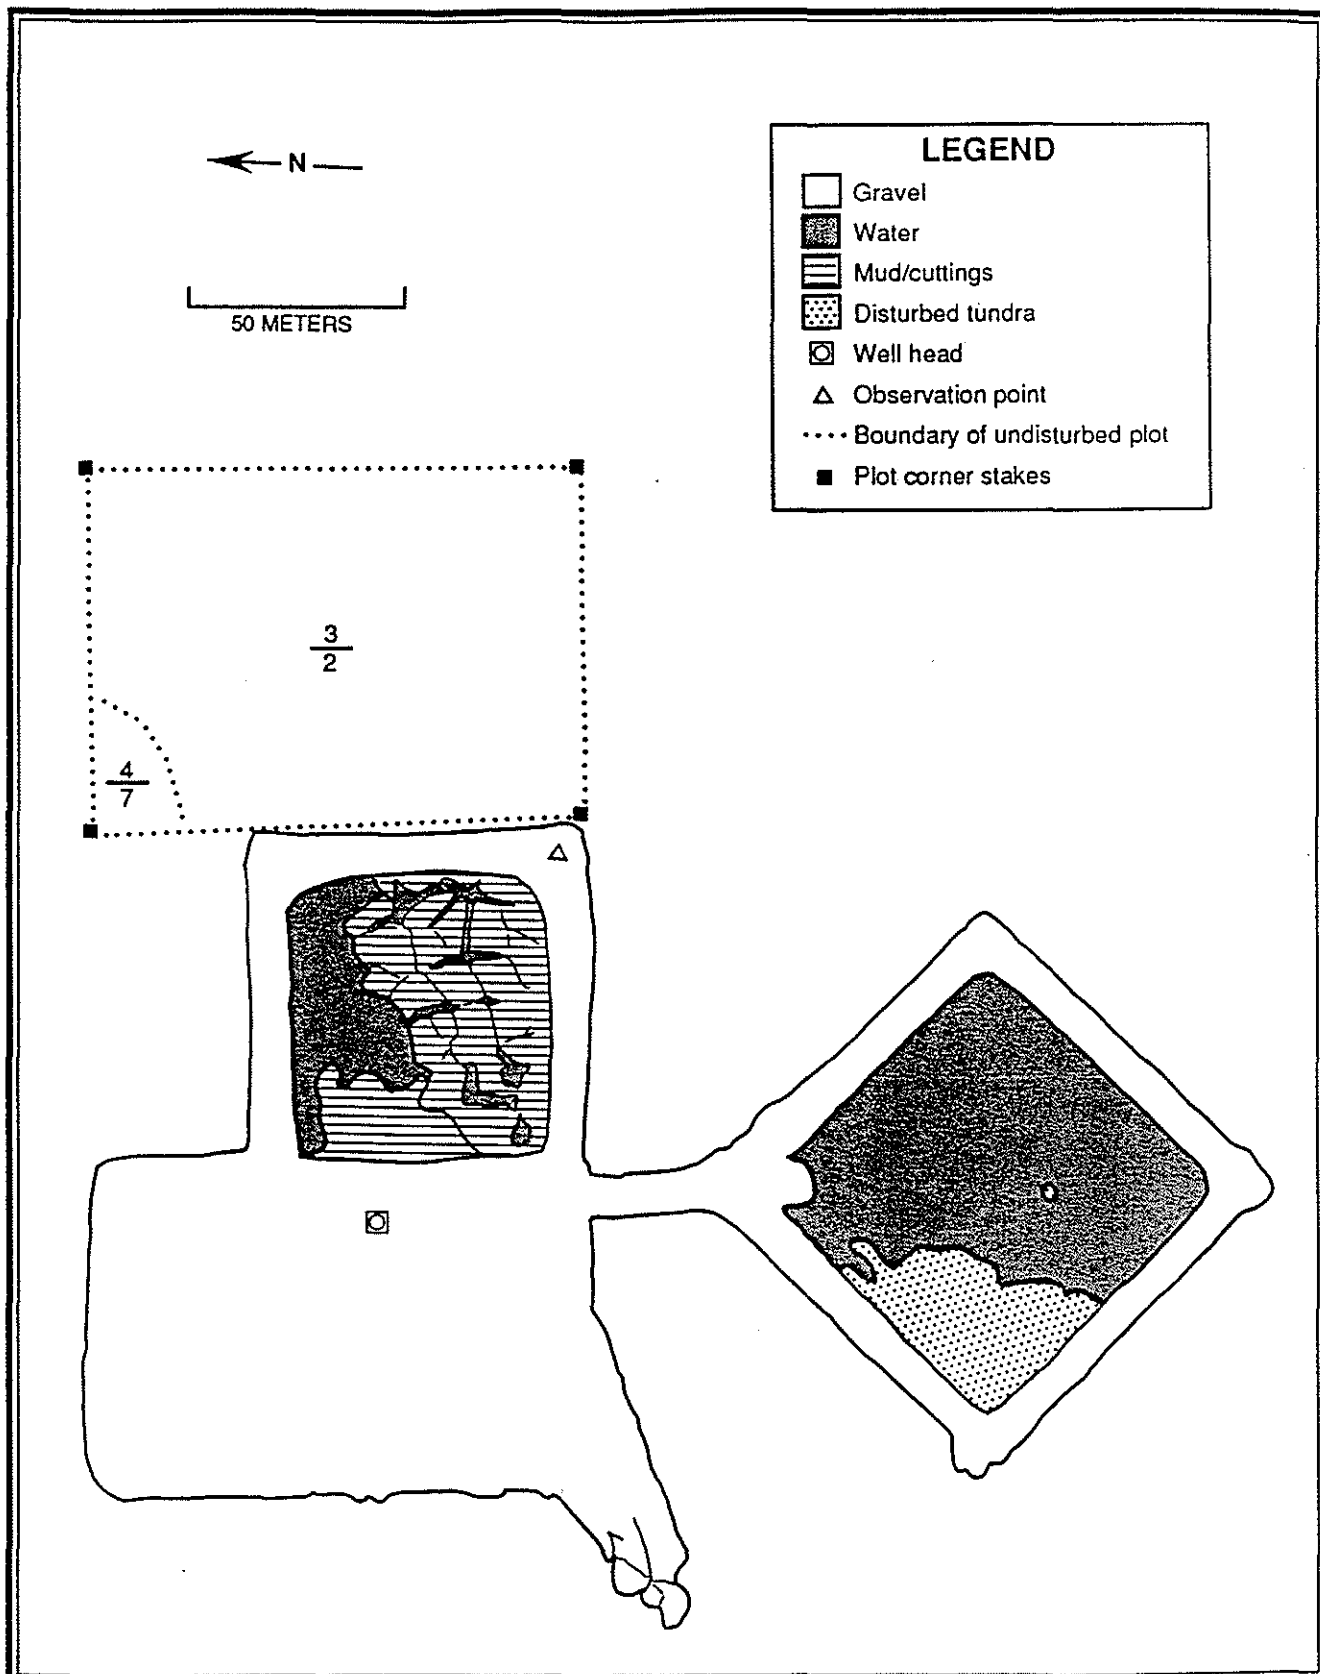 N
50 METERS
LEGEND
Gravel
Water
Mud/cuttings
Disturbed tundra
Well head
Observation point
Boundary of undisturbed plot
Plot corner stakes
3
2
4
7